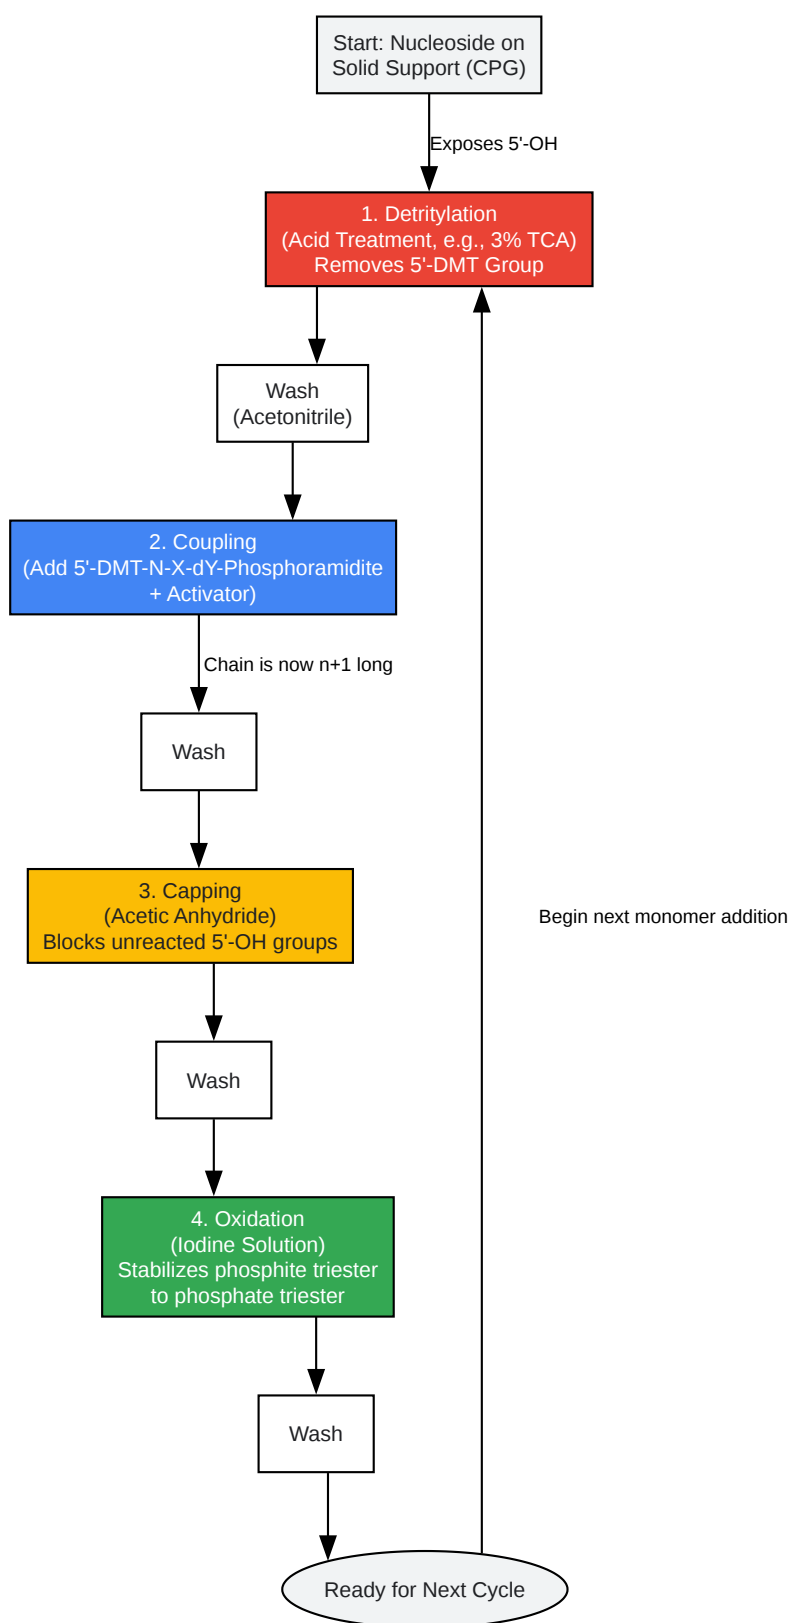 Start: Nucleoside on
Solid Support (CPG)
Exposes 5'-OH
1. Detritylation
(Acid Treatment, e.g., 3% TCA)
Removes 5'-DMT Group
Wash
(Acetonitrile)
2. Coupling
(Add 5'-DMT-N-X-dY-Phosphoramidite
+ Activator)
Chain is now n+1 long
Wash
3. Capping
(Acetic Anhydride)
Blocks unreacted 5'-OH groups
Begin next monomer addition
Wash
4. Oxidation
(Iodine Solution)
Stabilizes phosphite triester
to phosphate triester
Wash
Ready for Next Cycle